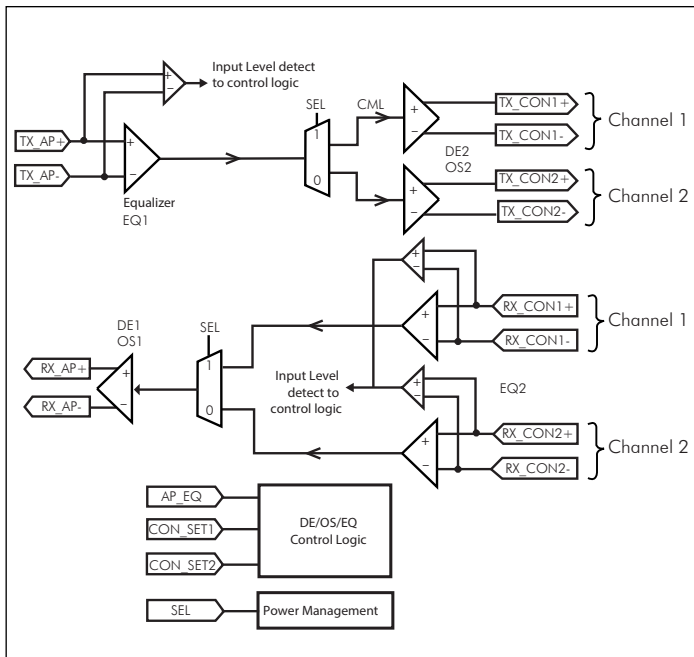 Input Level detect
to control logic
SEL
CML
TX_AP+
+
−
1
0
+
−
TX_CON1+
TX_CON1-
Channel 1
TX_AP-
Equalizer
EQ1
DE2
OS2
+
−
TX_CON2+
TX_CON2-
Channel 2
+
−
+
−
RX_CON1+
RX_CON1-
Channel 1
DE1
OS1
SEL
RX_AP+
RX_AP-
+
−
1
0
Input Level
detect to
control logic
+
−
EQ2
+
−
RX_CON2+
RX_CON2-
Channel 2
AP_EQ
CON_SET1
CON_SET2
DE/OS/EQ
Control Logic
SEL
Power Management
+
−